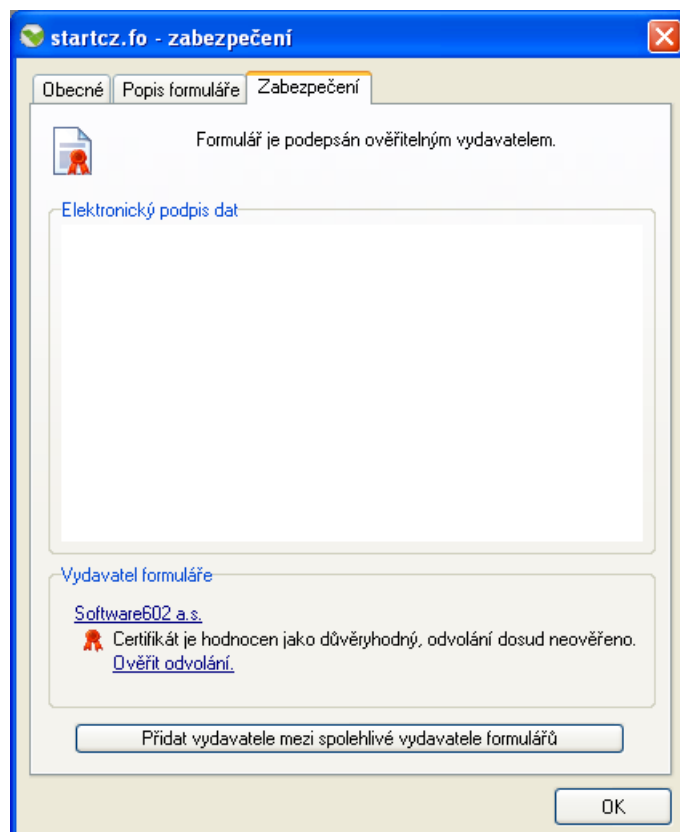 startcz.fo - zabezpečení
Obecné Popis formuláře Zabezpečení
Formulář je podepsán ověřitelným vydavatelem.
Elektronický podpis dat
Vydavatel formuláře
Software602 a.s.
Certifikát je hodnocen jako důvěryhodný, odvolání dosud neověřeno.
Ověřit odvolání.
Přidat vydavatele mezi spolehlivé vydavatele formulářů
OK